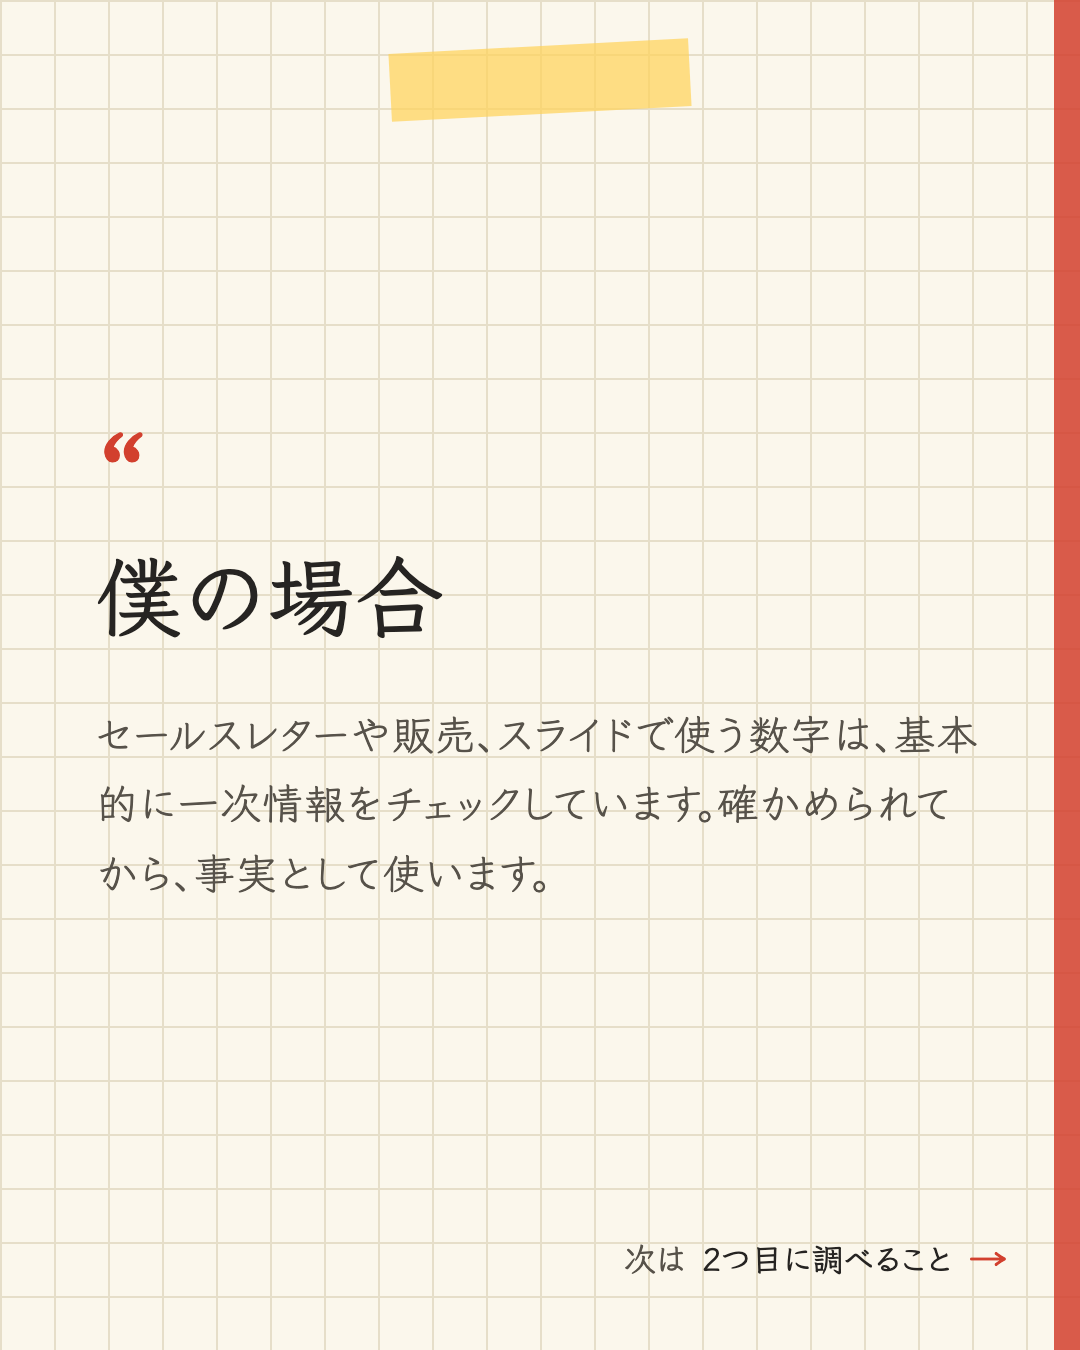 “
僕の場合
セールスレターや販売、スライドで使う数字は、基本
的に一次情報をチェックしています。確かめられて
から、事実として使います。
次は 2つ目に調べること →